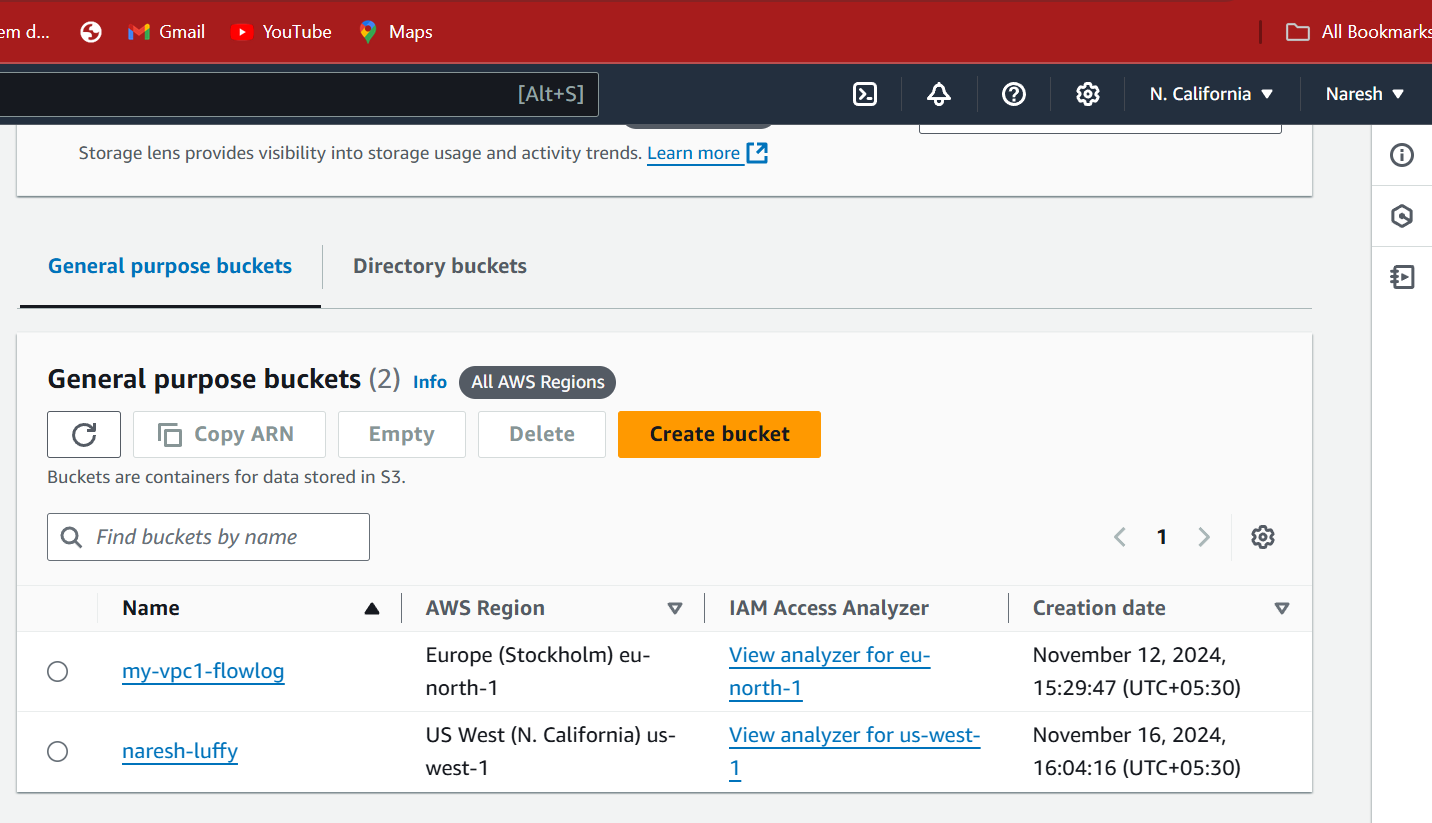 em d...
Gmail
YouTube
Maps
All Bookmarks
[Alt+S]
N. California
Naresh
Storage lens provides visibility into storage usage and activity trends. Learn more
General purpose buckets
Directory buckets
General purpose buckets (2) Info All AWS Regions
Copy ARN
Empty
Delete
Create bucket
Buckets are containers for data stored in S3.
Find buckets by name
1
Name
AWS Region
IAM Access Analyzer
Creation date
my-vpc1-flowlog
Europe (Stockholm) eu-
north-1
View analyzer for eu-
north-1
November 12, 2024,
15:29:47 (UTC+05:30)
naresh-luffy
US West (N. California) us-
west-1
View analyzer for us-west-
1
November 16, 2024,
16:04:16 (UTC+05:30)